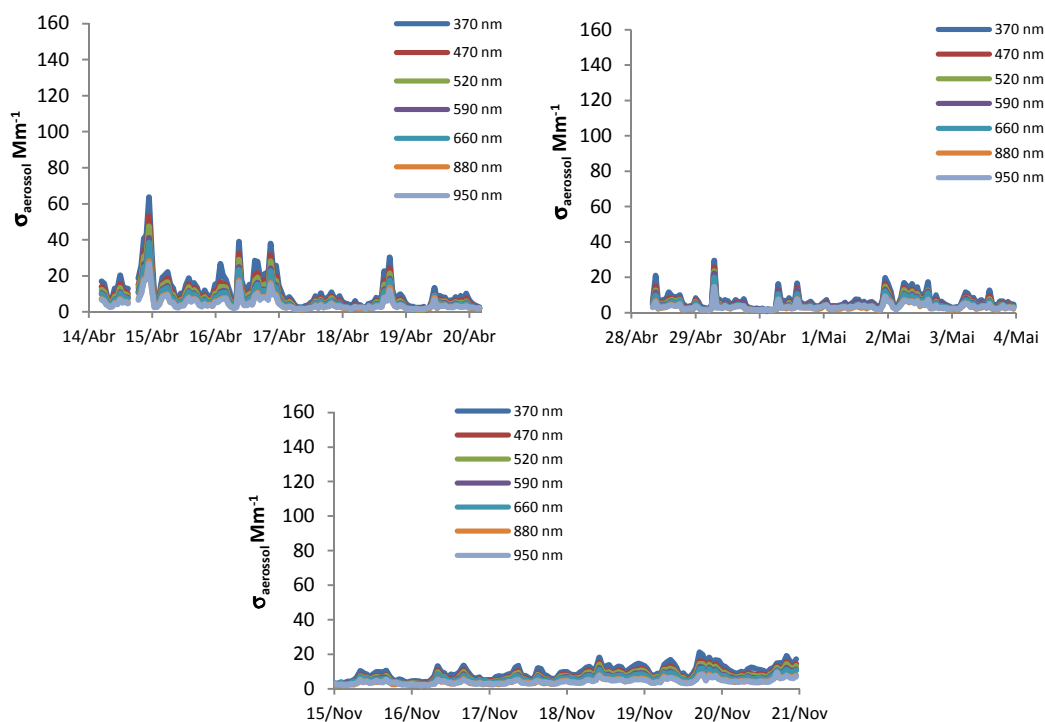 σaerossol Mm-1
160
140
120
100
80
60
40
20
0
14/Abr 15/Abr 16/Abr 17/Abr 18/Abr 19/Abr 20/Abr
370 nm
470 nm
520 nm
590 nm
660 nm
880 nm
950 nm
σaerossol Mm-1
160
140
120
100
80
60
40
20
0
28/Abr 29/Abr 30/Abr 1/Mai 2/Mai 3/Mai 4/Mai
370 nm
470 nm
520 nm
590 nm
660 nm
880 nm
950 nm
σaerossol Mm-1
160
140
120
100
80
60
40
20
0
15/Nov 16/Nov 17/Nov 18/Nov 19/Nov 20/Nov 21/Nov
370 nm
470 nm
520 nm
590 nm
660 nm
880 nm
950 nm